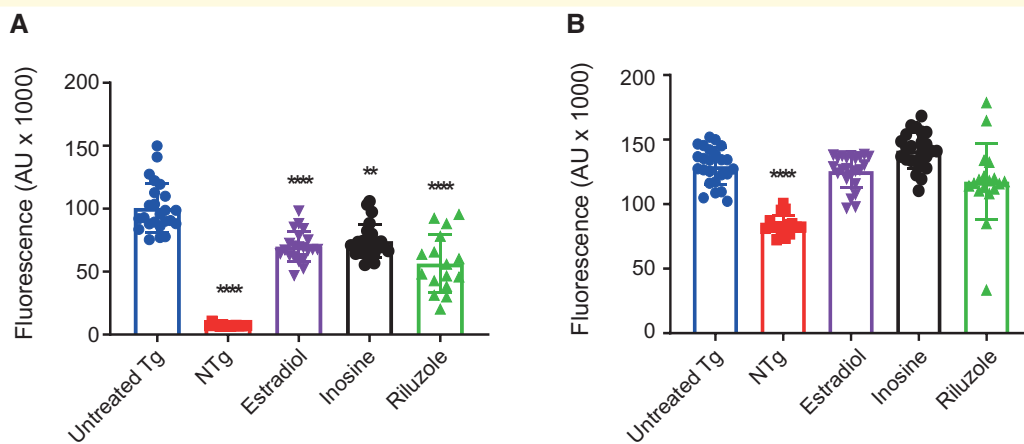 A
Fluorescence (AU x 1000)
200
150
100
50
0
****
****
**
****
Untreated Tg
NTg
Estradiol
Inosine
Riluzole
B
Fluorescence (AU x 1000)
200
150
100
50
0
****
Untreated Tg
NTg
Estradiol
Inosine
Riluzole